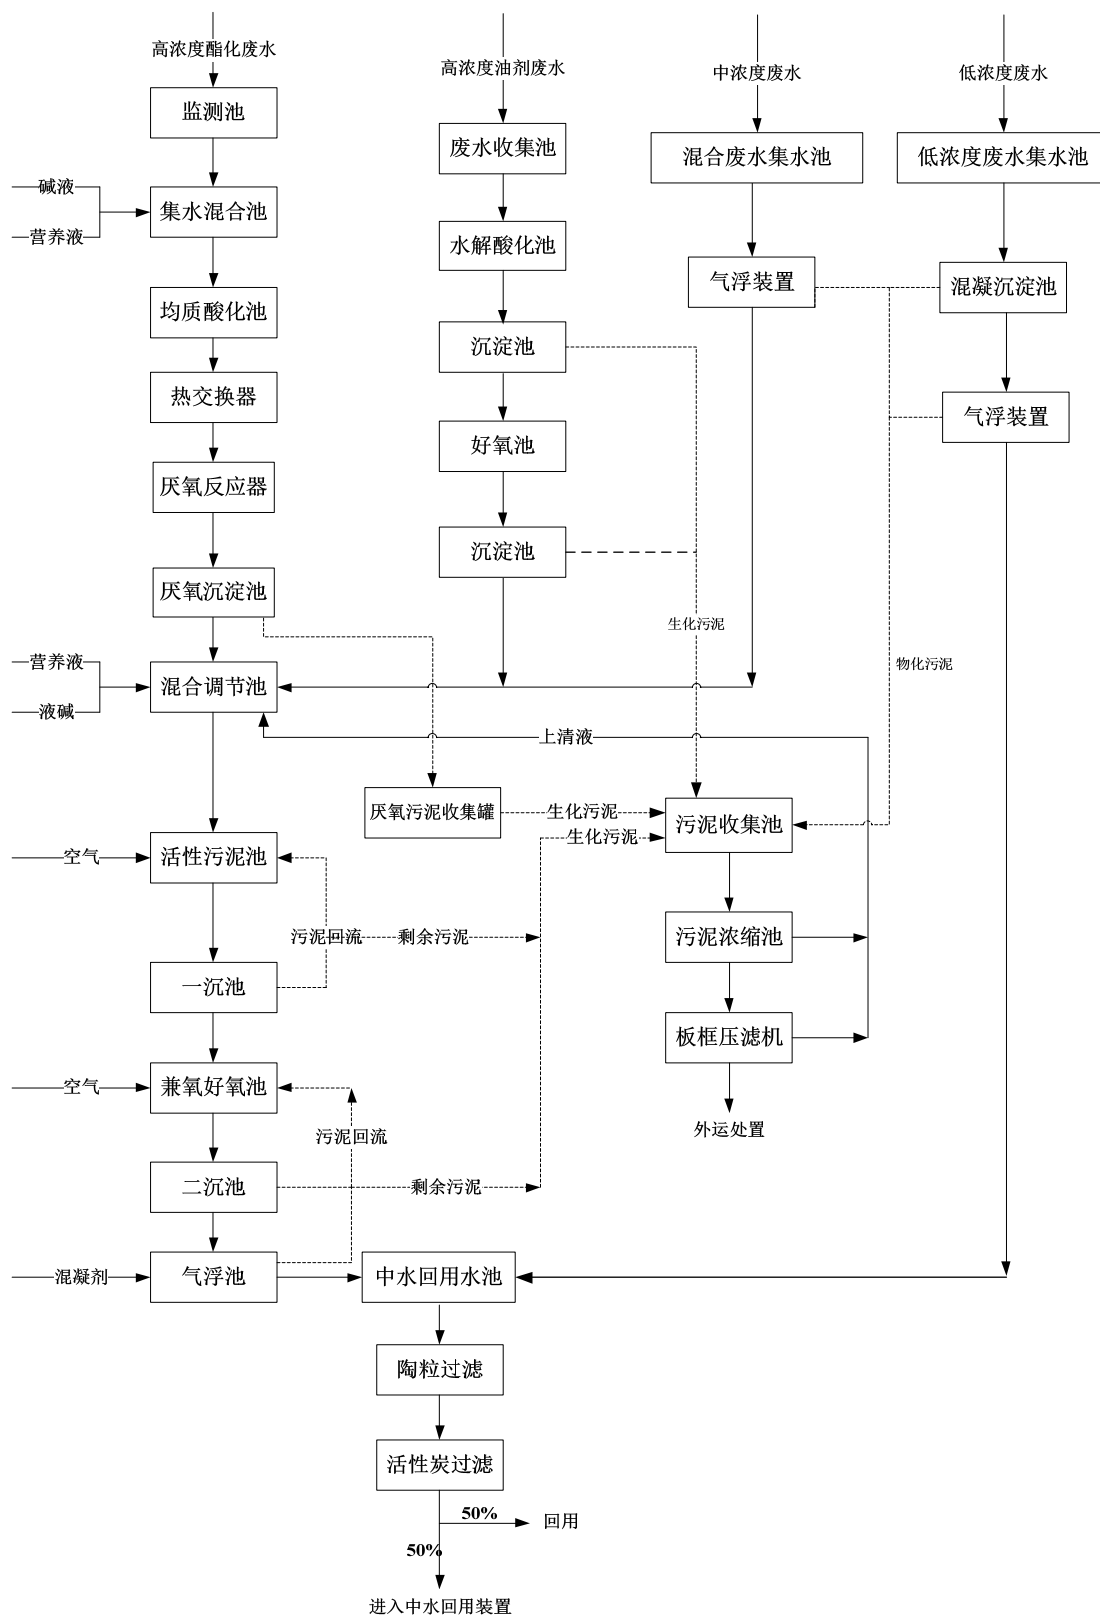 高浓度酯化废水
高浓度油剂废水
中浓度废水
低浓度废水
监测池
废水收集池
混合废水集水池
低浓度废水集水池
碱液
营养液
集水混合池
水解酸化池
气浮装置
混凝沉淀池
均质酸化池
沉淀池
热交换器
好氧池
气浮装置
厌氧反应器
沉淀池
厌氧沉淀池
生化污泥
物化污泥
营养液
液碱
混合调节池
上清液
厌氧污泥收集罐
生化污泥
生化污泥
污泥收集池
空气
活性污泥池
污泥回流
剩余污泥
污泥浓缩池
一沉池
板框压滤机
空气
兼氧好氧池
污泥回流
外运处置
二沉池
剩余污泥
混凝剂
气浮池
中水回用水池
陶粒过滤
活性炭过滤
50%
回用
50%
进入中水回用装置